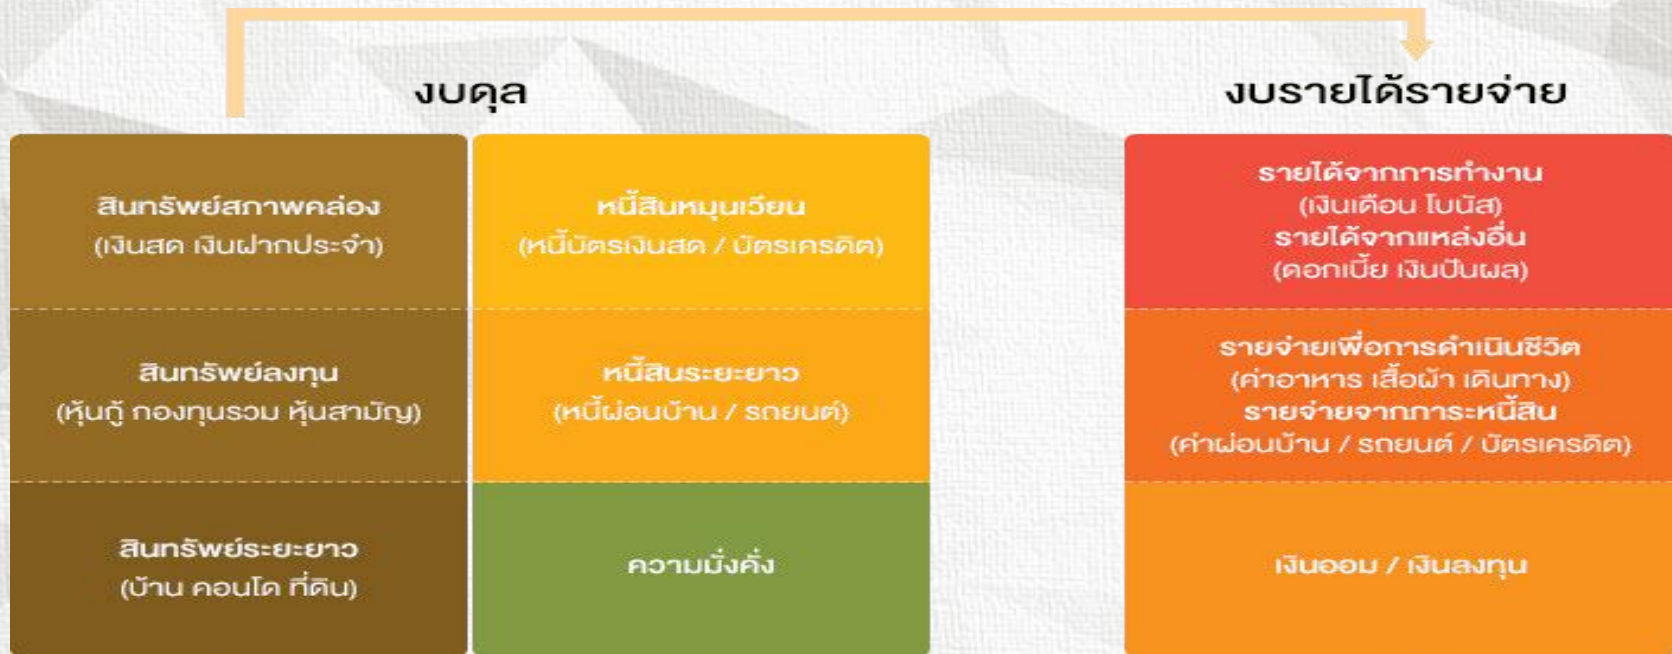 งบดุล
งบรายได้รายจ่าย
สินทรัพย์สภาพคล่อง
(เงินสด เงินฝากประจำ)
หนี้สินหมุนเวียน
(หนี้บัตรเงินสด / บัตรเครดิต)
รายได้จากการทำงาน
(เงินเดือน โบนัส)
รายได้จากแหล่งอื่น
(ดอกเบี้ย เงินปันผล)
สินทรัพย์ลงทุน
(หุ้นกู้ กองทุนรวม หุ้นสามัญ)
หนี้สินระยะยาว
(หนี้ผ่อนบ้าน / รถยนต์)
รายจ่ายเพื่อการดำเนินชีวิต
(ค่าอาหาร เสื้อผ้า เดินทาง)
รายจ่ายจากภาระหนี้สิน
(ค่าผ่อนบ้าน / รถยนต์ / บัตรเครดิต)
สินทรัพย์ระยะยาว
(บ้าน คอนโด ที่ดิน)
ความมั่งคั่ง
เงินออม / เงินลงทุน